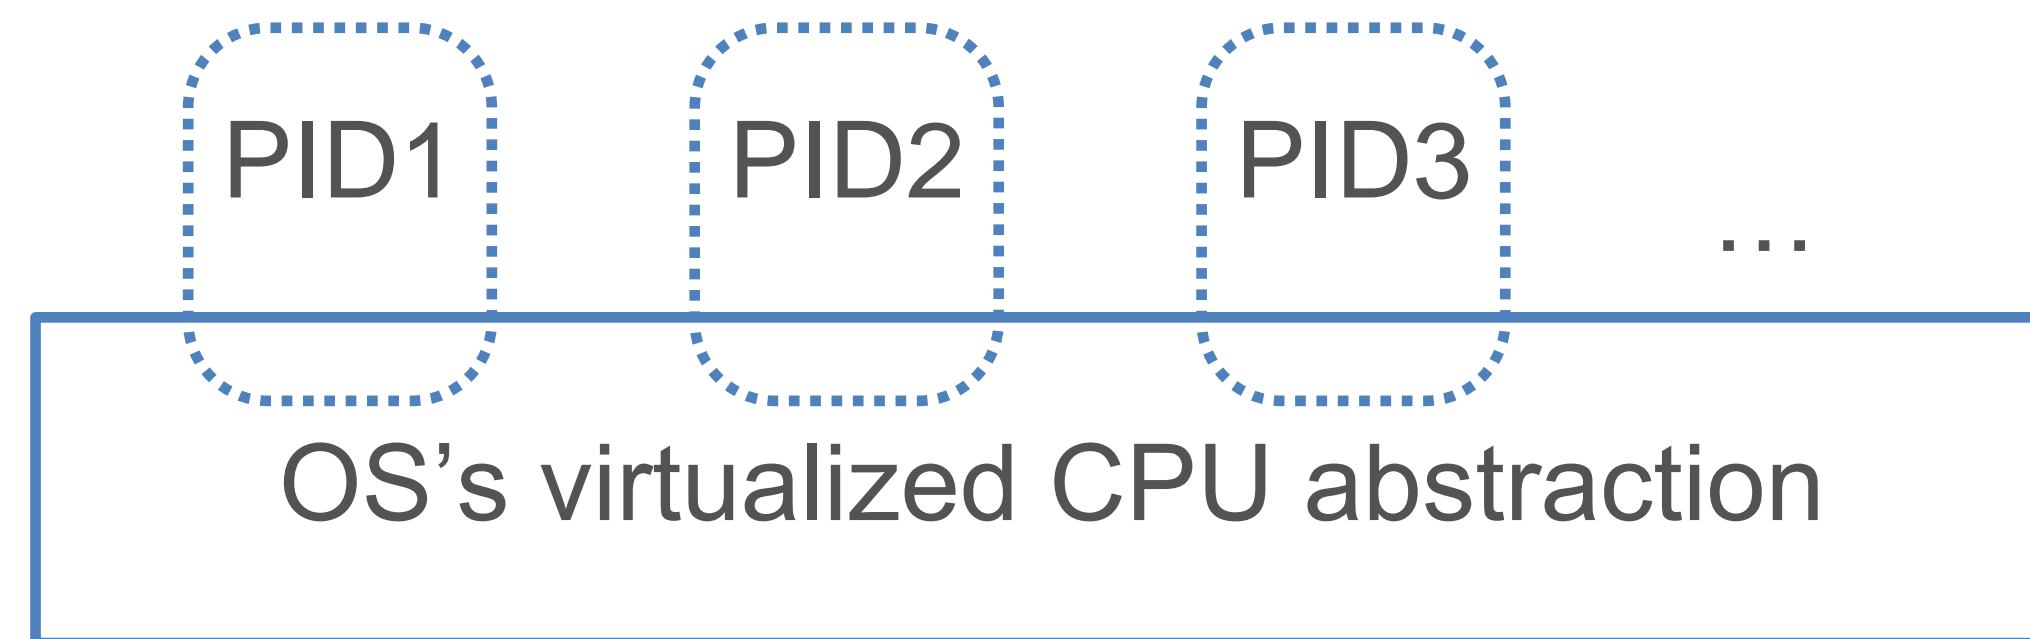 PID1 PID2 PID3
…
OS’s virtualized CPU abstraction